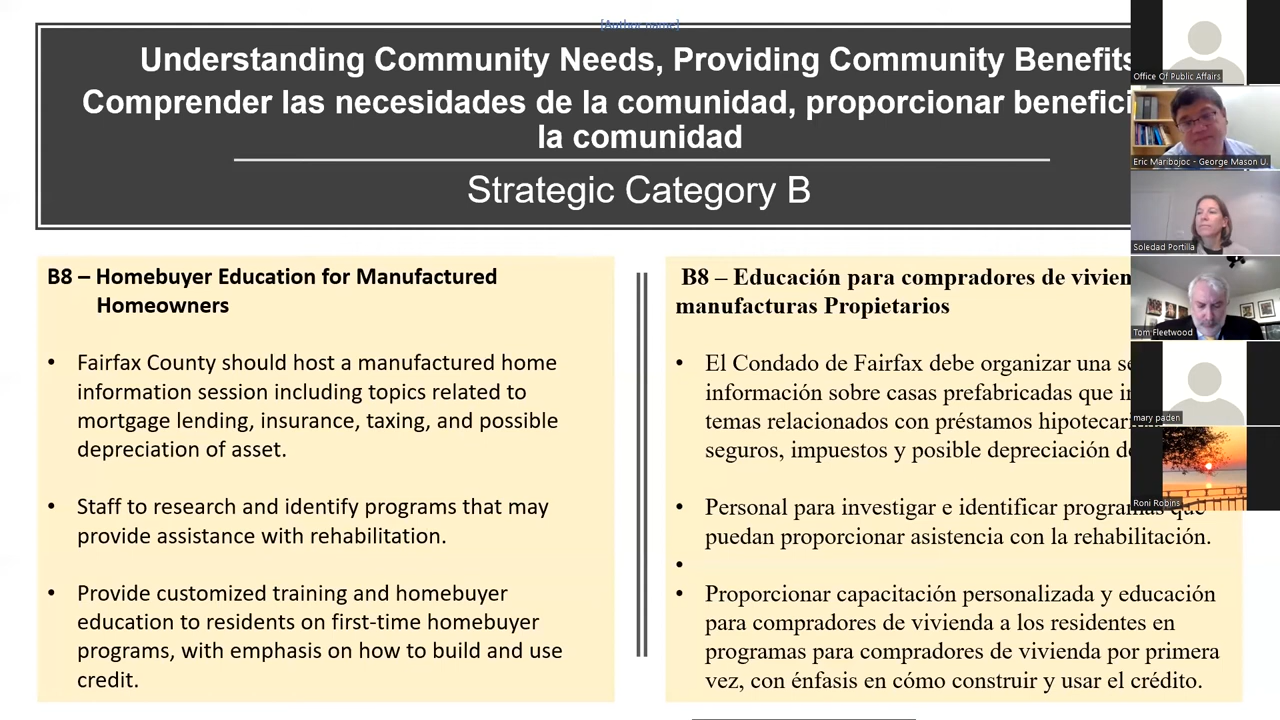 [Author name]
Understanding Community Needs, Providing Community Benefits
Comprender las necesidades de la comunidad, proporcionar
la comunidad
Strategic Category B
B8 – Homebuyer Education for Manufactured
Homeowners
• Fairfax County should host a manufactured home
information session including topics related to
mortgage lending, insurance, taxing, and possible
depreciation of asset.
• Staff to research and identify programs that may
provide assistance with rehabilitation.
• Provide customized training and homebuyer
education to residents on first-time homebuyer
programs, with emphasis on how to build and use
credit.
B8 – Educación para compradores de
manufacturas Propietarios
• El Condado de Fairfax debe organizar una
información sobre casas prefabricadas que
temas relacionados con préstamos
seguros, impuestos y posible depreciación
• Personal para investigar e identificar programas que
puedan proporcionar asistencia con la rehabilitación.
•
• Proporcionar capacitación personalizada y educación
para compradores de vivienda a los residentes en
programas para compradores de vivienda por primera
vez, con énfasis en cómo construir y usar el crédito.
Office Of Public Affairs
Eric Maribojoc - George Mason U.
Soledad Portilla
Tom Fleetwood
mary paden
Roni Robins